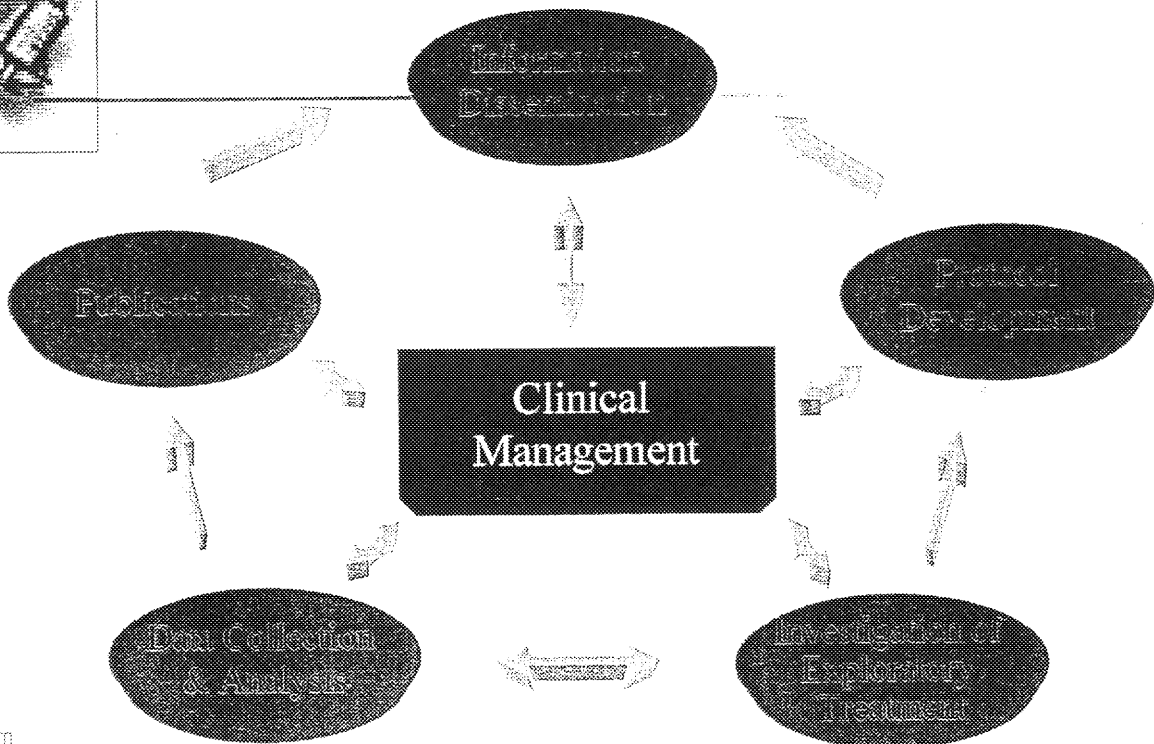 Information
Dissemination
Publications
Protocol
Development
Clinical
Management
Data Collection
& Analysis
Investigation of
Exploratory
Treatment